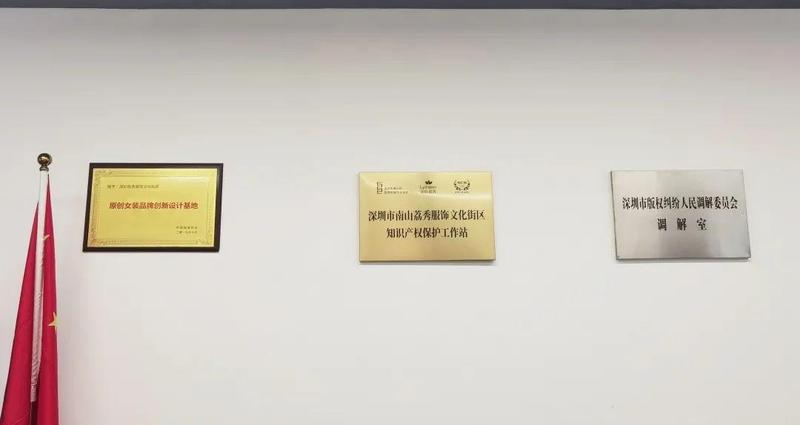 原创女装品牌创新设计基地
深圳市南山荔秀服饰文化街区
知识产权保护工作站
深圳市版权纠纷人民调解委员会
调解室